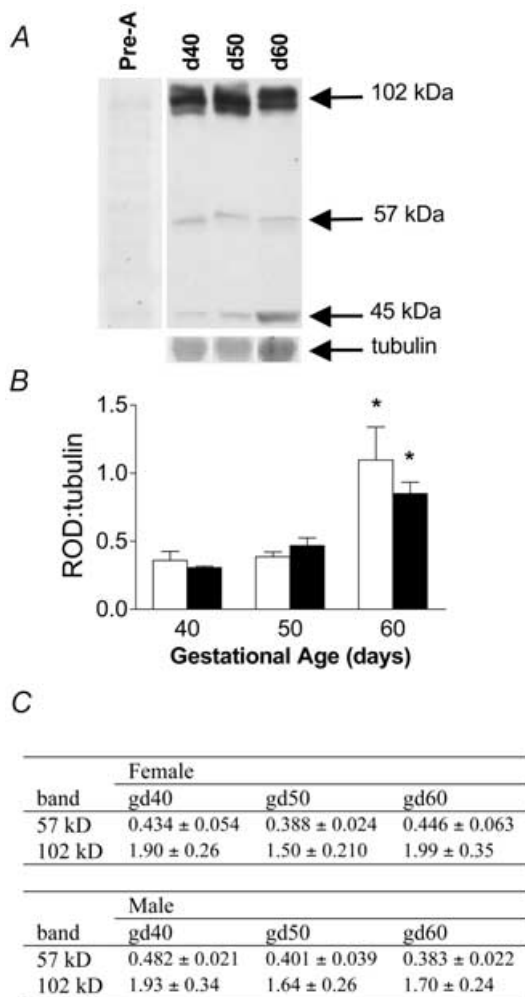 A
Pre-A
d40
d50
d60
102 kDa
57 kDa
45 kDa
tubulin
B
ROD:tubulin
1.5
1.0
0.5
0.0
*
*
40 50 60
Gestational Age (days)
C
Female
band gd40 gd50 gd60
57 kD 0.434 ± 0.054 0.388 ± 0.024 0.446 ± 0.063
102 kD 1.90 ± 0.26 1.50 ± 0.210 1.99 ± 0.35
Male
band gd40 gd50 gd60
57 kD 0.482 ± 0.021 0.401 ± 0.039 0.383 ± 0.022
102 kD 1.93 ± 0.34 1.64 ± 0.26 1.70 ± 0.24